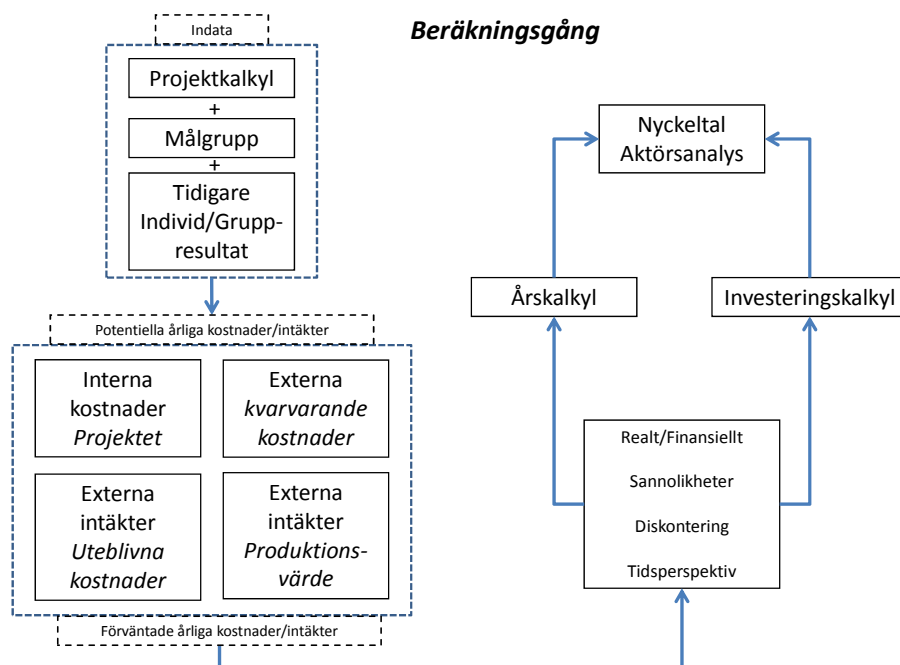 Beräkningsgång
Indata
Projektkalkyl
+
Målgrupp
+
Tidigare
Individ/Grupp-
resultat
Potentiella årliga kostnader/intäkter
Interna
kostnader
Projektet
Externa
kvarvarande
kostnader
Externa
intäkter
Uteblivna
kostnader
Externa
intäkter
Produktions-
värde
Förväntade årliga kostnader/intäkter
Nyckeltal
Aktörsanalys
Årskalkyl
Investeringskalkyl
Realt/Finansiellt
Sannolikheter
Diskontering
Tidsperspektiv